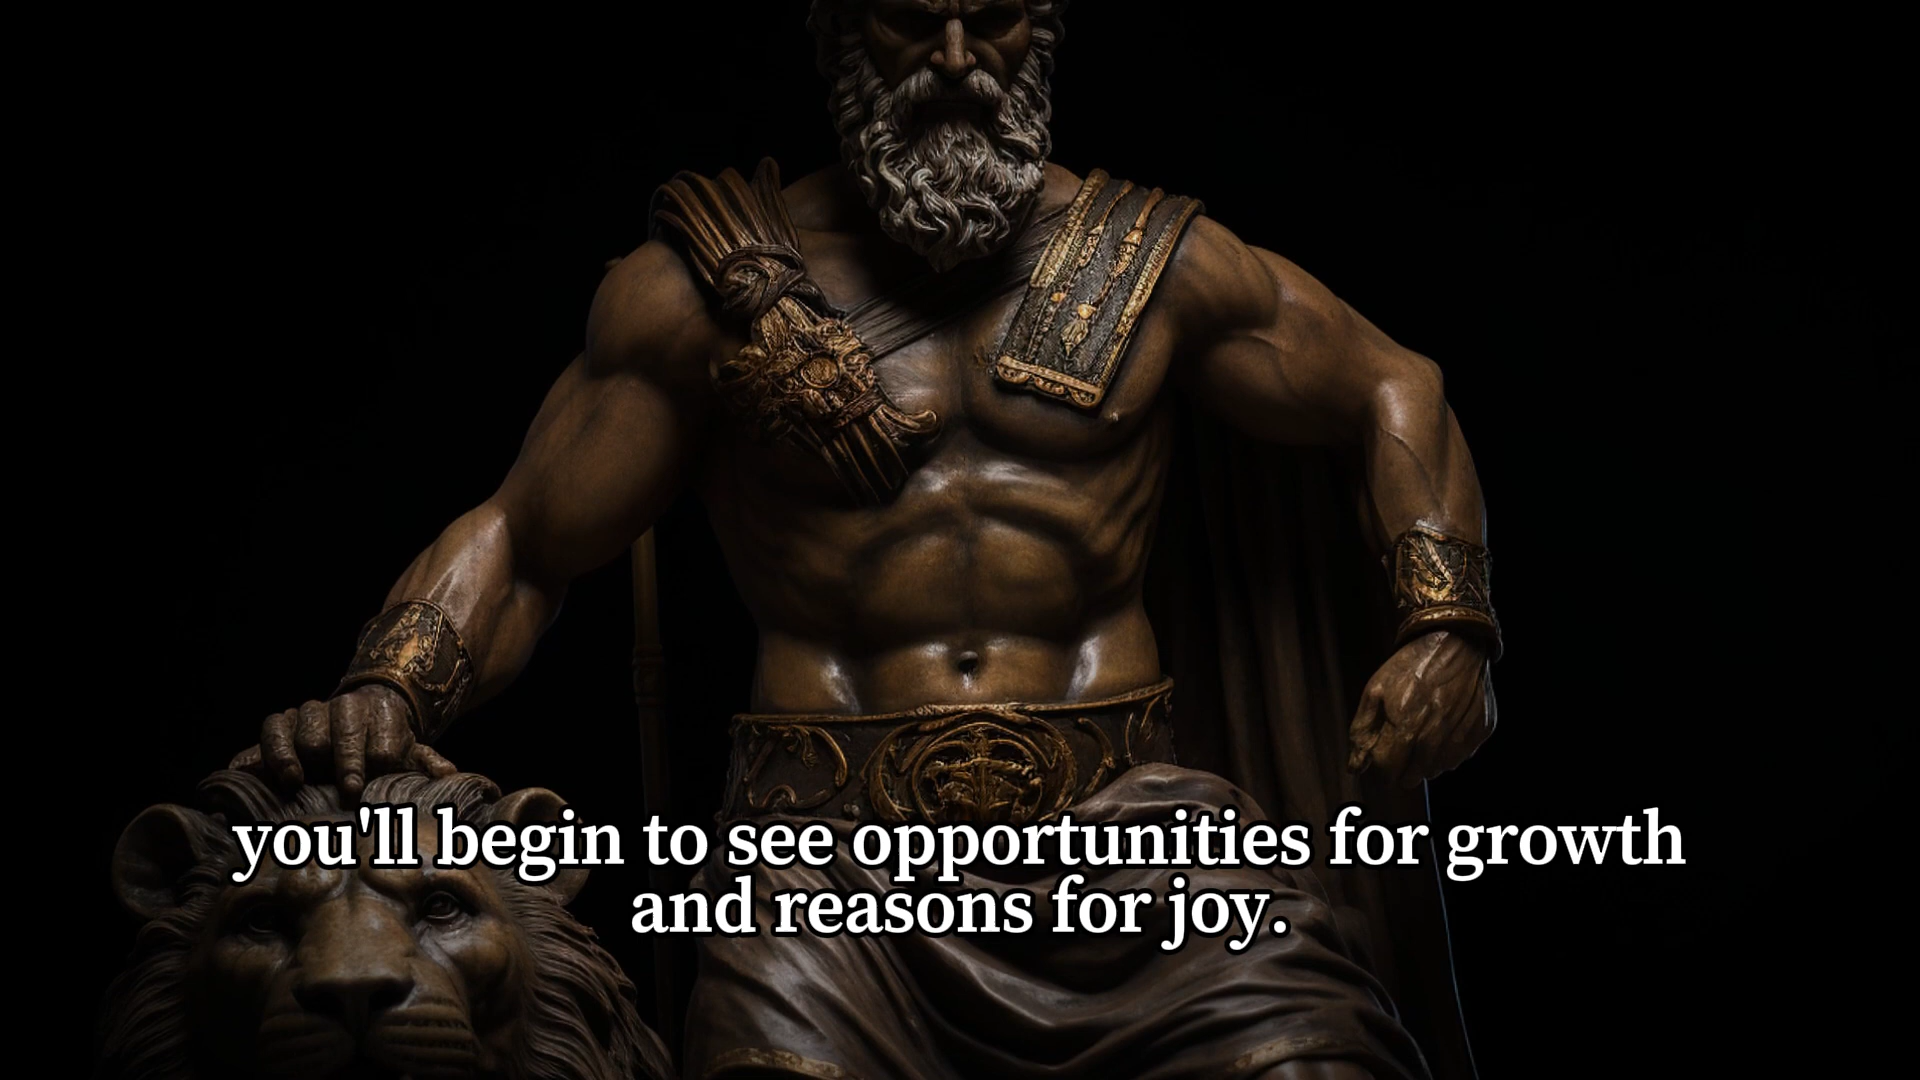 you'll begin to see opportunities for growth
and reasons for joy.